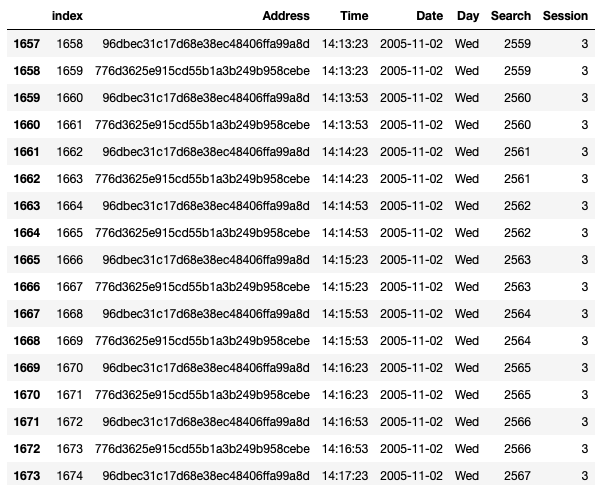 index Address Time Date Day Search Session
1657 1658 96dbec31c17d68e38ec48406ffa99a8d 14:13:23 2005-11-02 Wed 2559 3
1658 1659 776d3625e915cd55b1a3b249b958cebe 14:13:23 2005-11-02 Wed 2559 3
1659 1660 96dbec31c17d68e38ec48406ffa99a8d 14:13:53 2005-11-02 Wed 2560 3
1660 1661 776d3625e915cd55b1a3b249b958cebe 14:13:53 2005-11-02 Wed 2560 3
1661 1662 96dbec31c17d68e38ec48406ffa99a8d 14:14:23 2005-11-02 Wed 2561 3
1662 1663 776d3625e915cd55b1a3b249b958cebe 14:14:23 2005-11-02 Wed 2561 3
1663 1664 96dbec31c17d68e38ec48406ffa99a8d 14:14:53 2005-11-02 Wed 2562 3
1664 1665 776d3625e915cd55b1a3b249b958cebe 14:14:53 2005-11-02 Wed 2562 3
1665 1666 96dbec31c17d68e38ec48406ffa99a8d 14:15:23 2005-11-02 Wed 2563 3
1666 1667 776d3625e915cd55b1a3b249b958cebe 14:15:23 2005-11-02 Wed 2563 3
1667 1668 96dbec31c17d68e38ec48406ffa99a8d 14:15:53 2005-11-02 Wed 2564 3
1668 1669 776d3625e915cd55b1a3b249b958cebe 14:15:53 2005-11-02 Wed 2564 3
1669 1670 96dbec31c17d68e38ec48406ffa99a8d 14:16:23 2005-11-02 Wed 2565 3
1670 1671 776d3625e915cd55b1a3b249b958cebe 14:16:23 2005-11-02 Wed 2565 3
1671 1672 96dbec31c17d68e38ec48406ffa99a8d 14:16:53 2005-11-02 Wed 2566 3
1672 1673 776d3625e915cd55b1a3b249b958cebe 14:16:53 2005-11-02 Wed 2566 3
1673 1674 96dbec31c17d68e38ec48406ffa99a8d 14:17:23 2005-11-02 Wed 2567 3